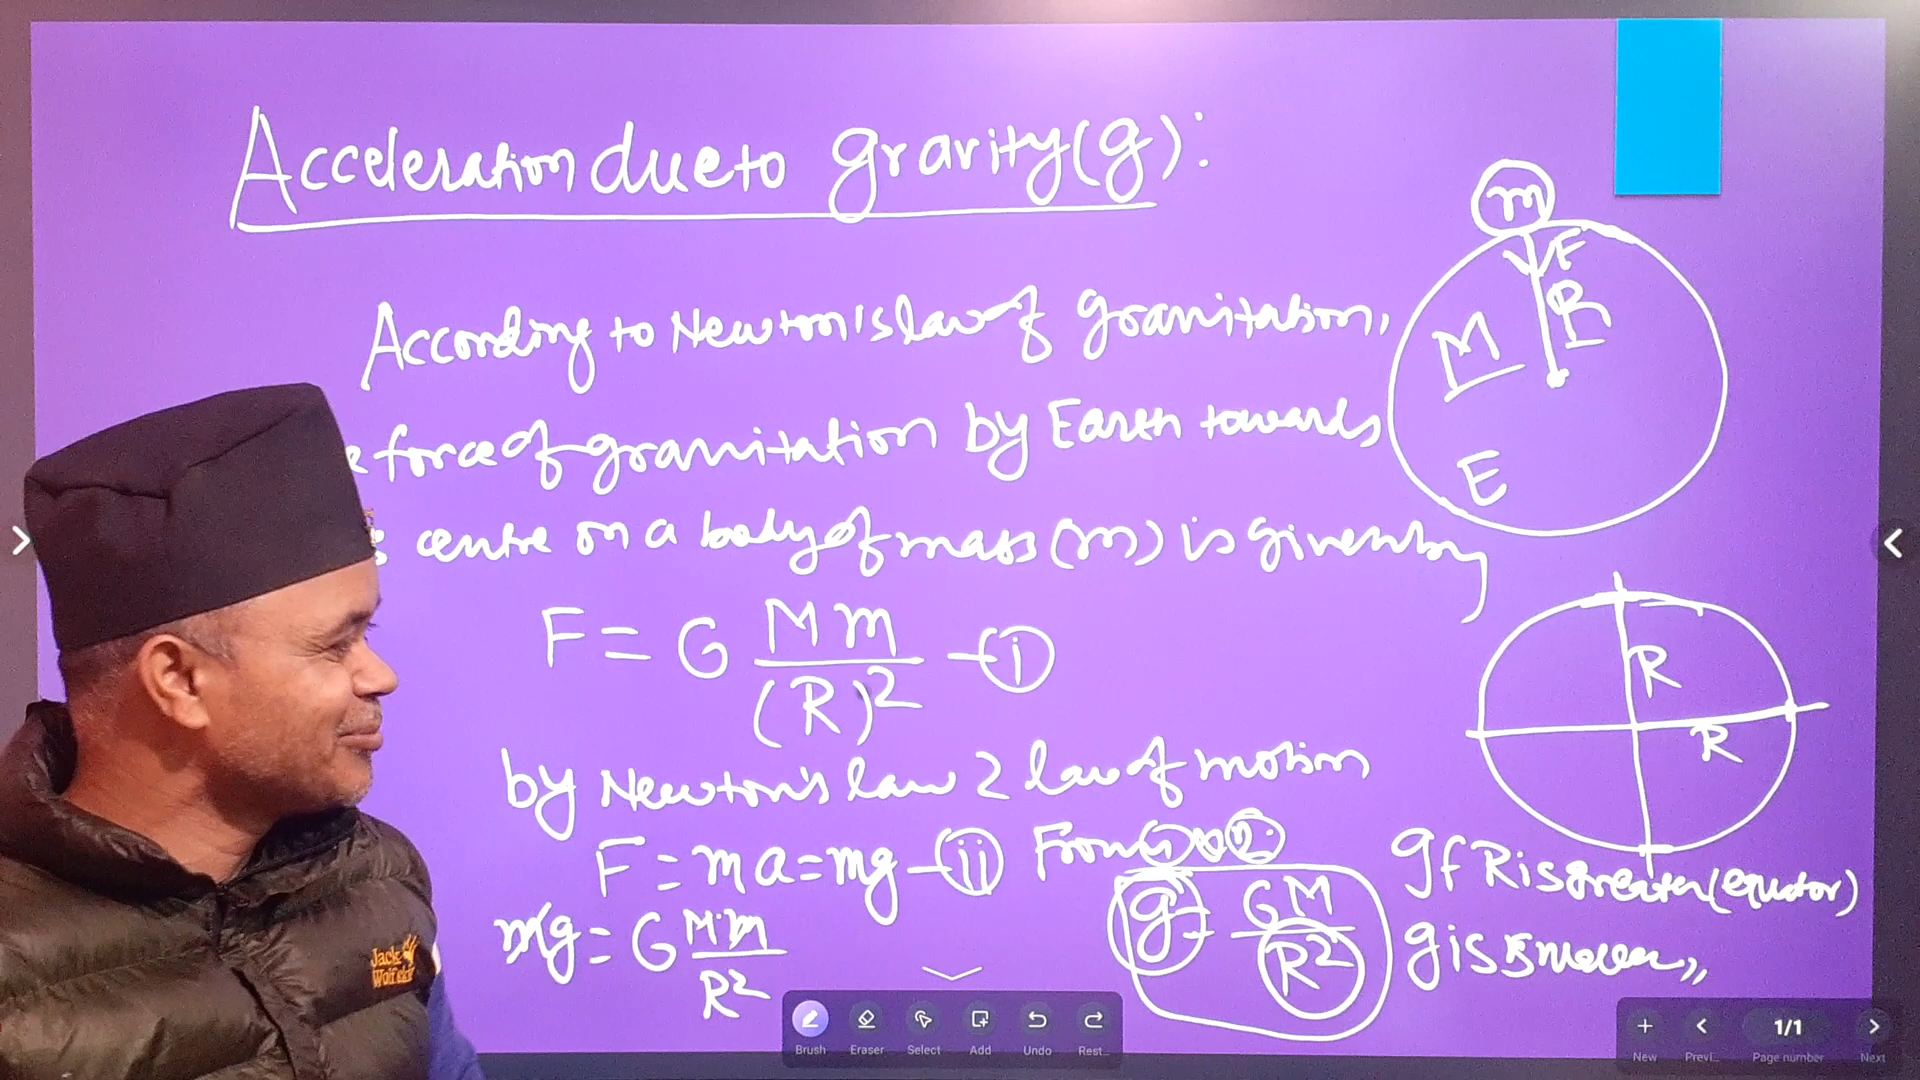 Acceleration due to gravity (g):
m
F
R
M
E
According to Newton's law of gravitation,
e force of gravitation by Earth towards
s centre on a body of mass (m) is given by
F = G Mm/(R)² - (i)
R
R
by Newton's law 2 law of motion
F = ma = mg - (ii) From (i) & (ii)
mg = G Mm/R²
g = GM/R²
If R is greater (equator)
g is smaller,,
Jack Wolfskin
Brush Eraser Select Add Undo Rest...
+ < 1/1 >
New Previ... Page number Next